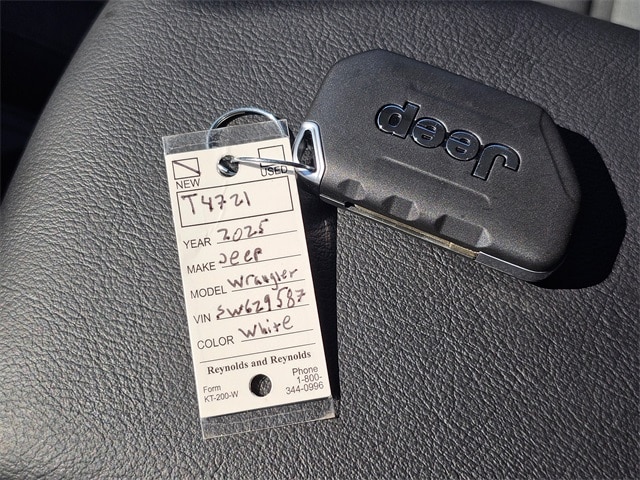 Jeep
NEW
USED
T4721
YEAR 2025
MAKE Jeep
MODEL Wrangler
VIN SW629587
COLOR White
Reynolds and Reynolds
Form
KT-200-W
Phone
1-800-
344-0996